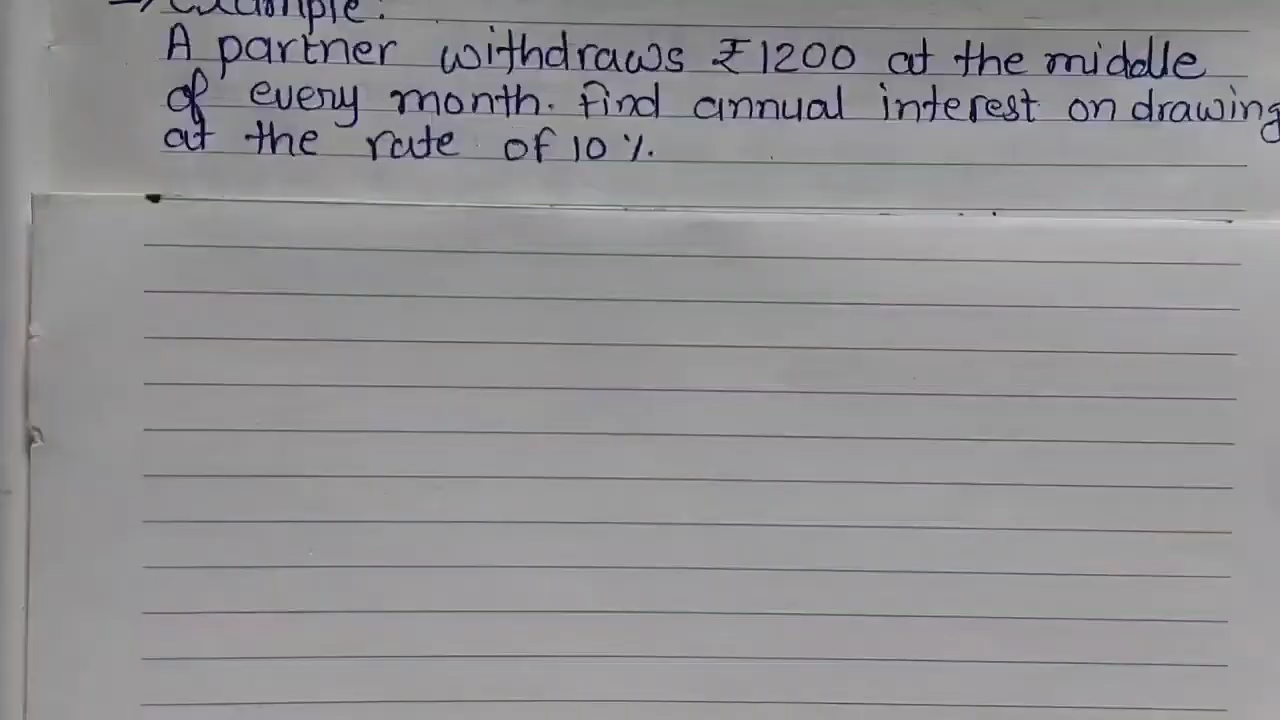 → Example:
A partner withdraws ₹1200 at the middle
of every month. Find annual interest on drawing
at the rate of 10%.